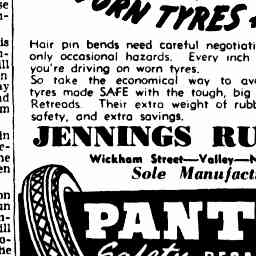 WORN TYRES
Hair pin bends need careful negotiati
only occasional hazards. Every inch
you're driving on worn tyres.
So take the economical way to av
tyres made SAFE with the tough, big
Retreads. Their extra weight of rubb
safety, and extra savings.
JENNINGS RU
Wickham Street—Valley—N
Sole Manufact
PANT
Safety